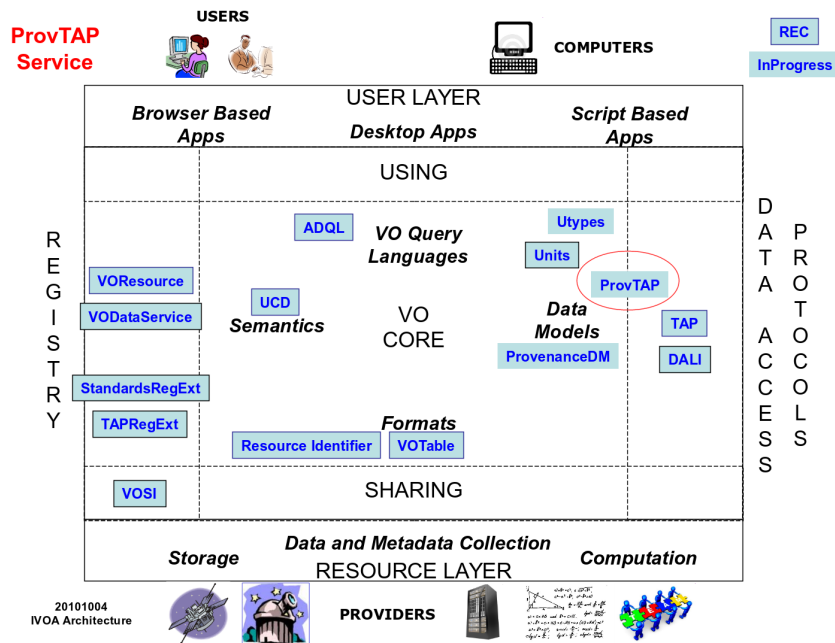 ProvTAP
Service
USERS
COMPUTERS
REC
InProgress
USER LAYER
Browser Based
Apps
Desktop Apps
Script Based
Apps
USING
REGISTRY
ADQL
VO Query
Languages
Utypes
Units
ProvTAP
VOResource
UCD
VODataService
Semantics
VO
CORE
Data
Models
TAP
ProvenanceDM
DALI
StandardsRegExt
TAPRegExt
Formats
Resource Identifier
VOTable
DATA ACCESS
PROTOCOLS
VOSI
SHARING
Storage
Data and Metadata Collection
Computation
RESOURCE LAYER
20101004
IVOA Architecture
PROVIDERS